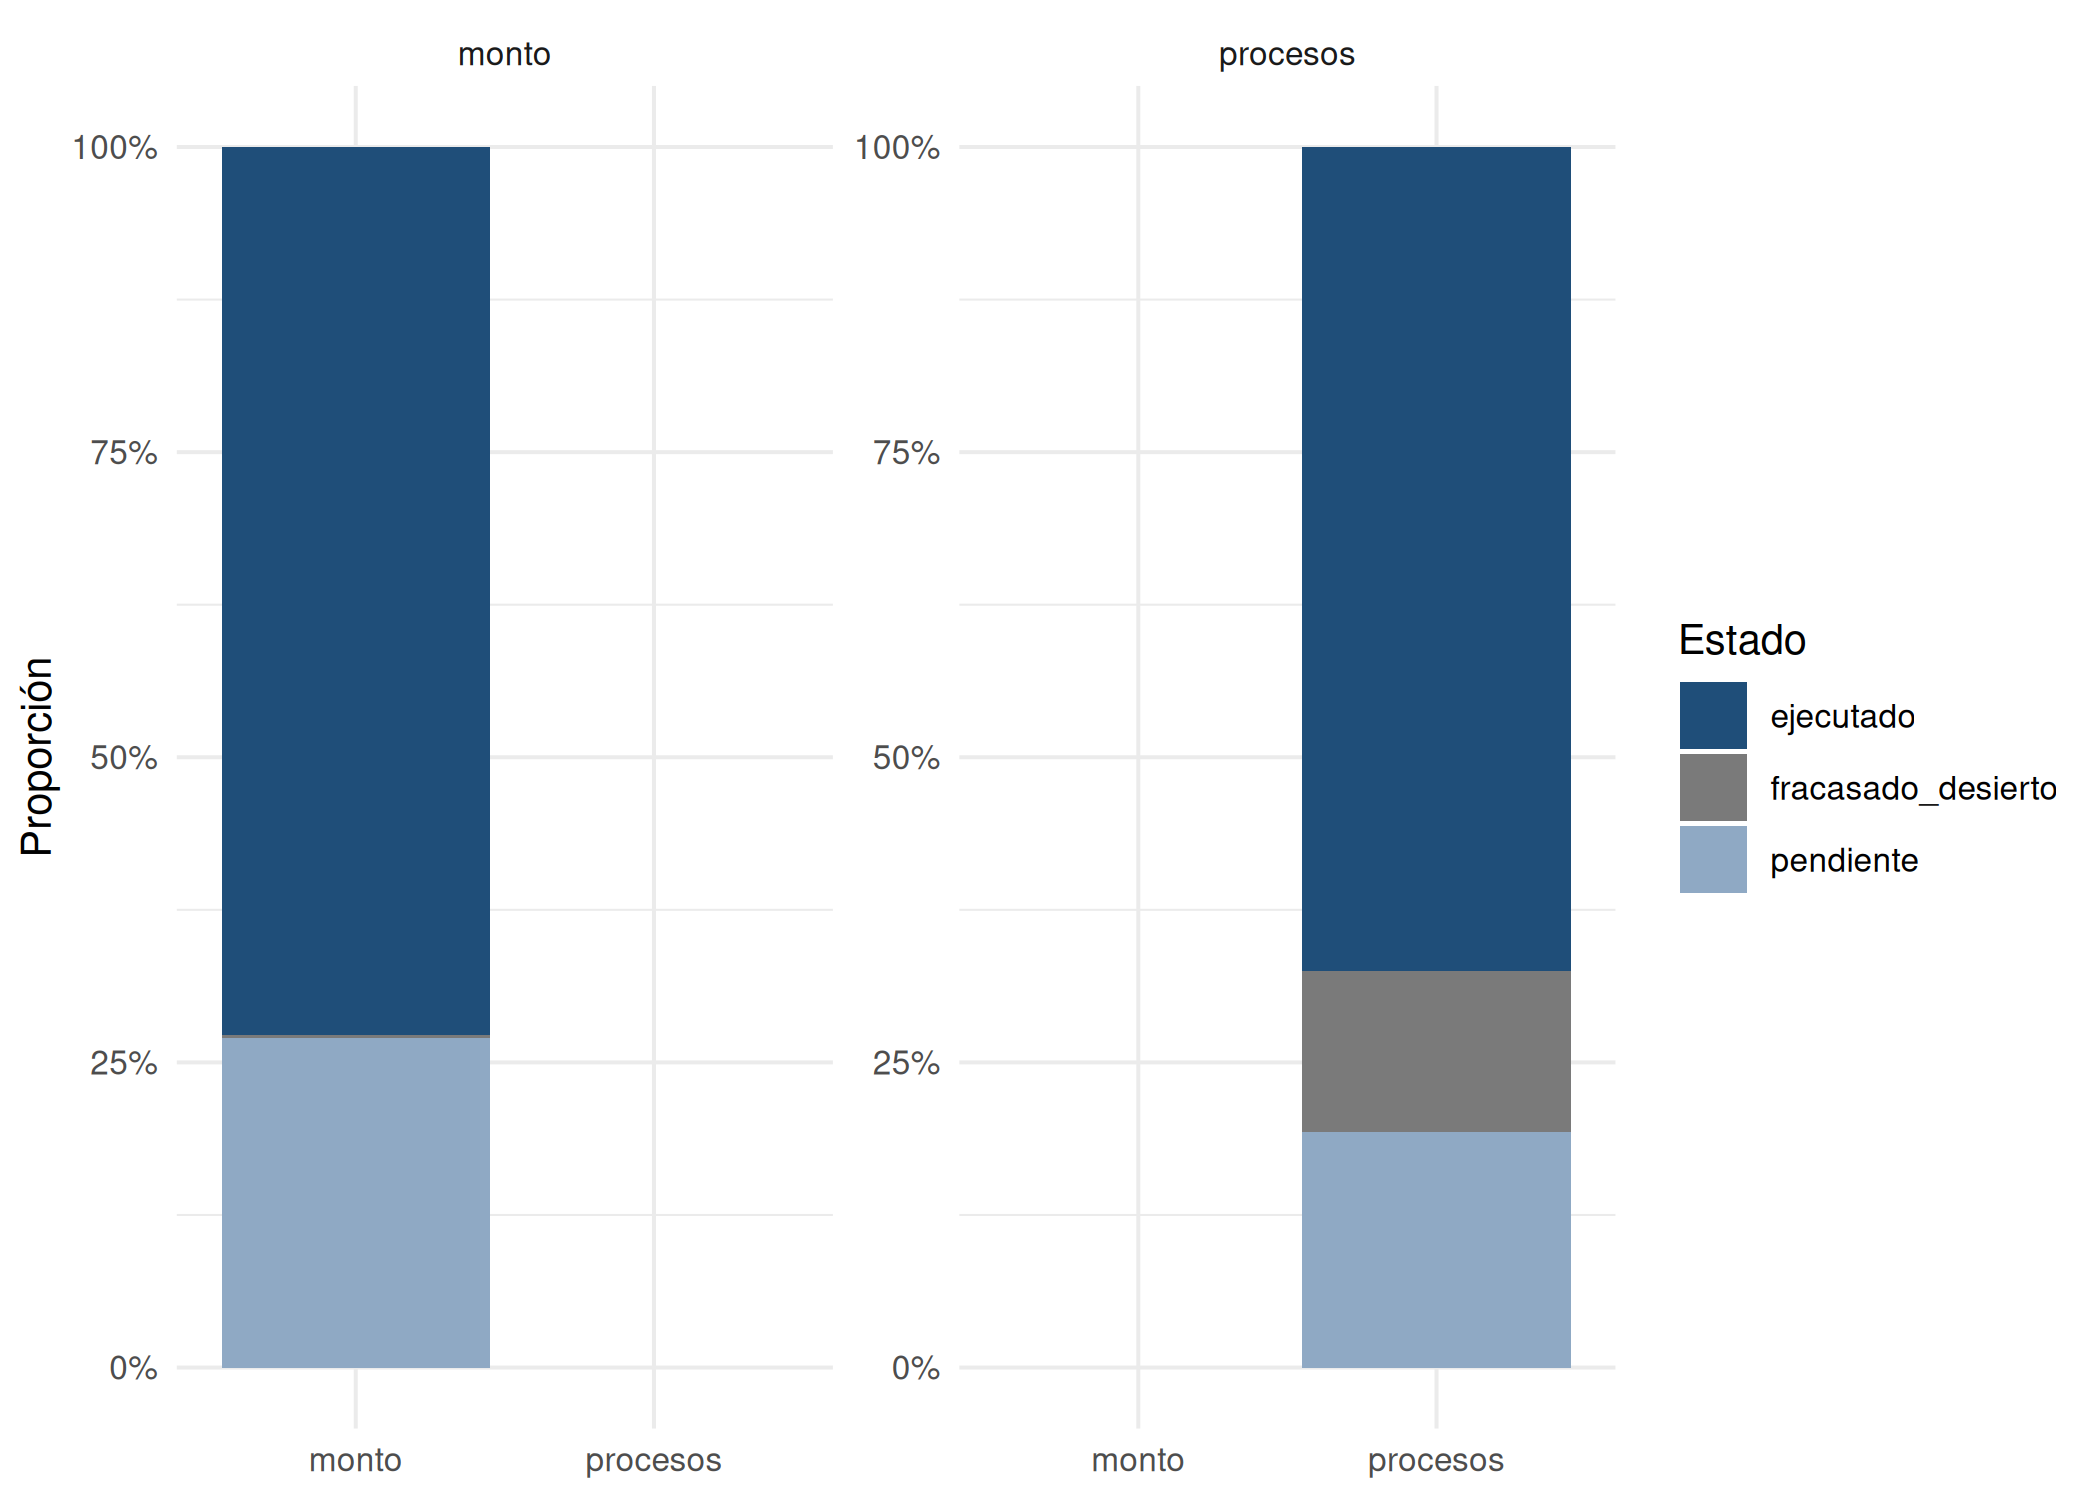 monto
procesos
100%
75%
50%
25%
0%
100%
75%
50%
25%
0%
Proporción
monto
procesos
monto
procesos
Estado
ejecutado
fracasado_desierto
pendiente